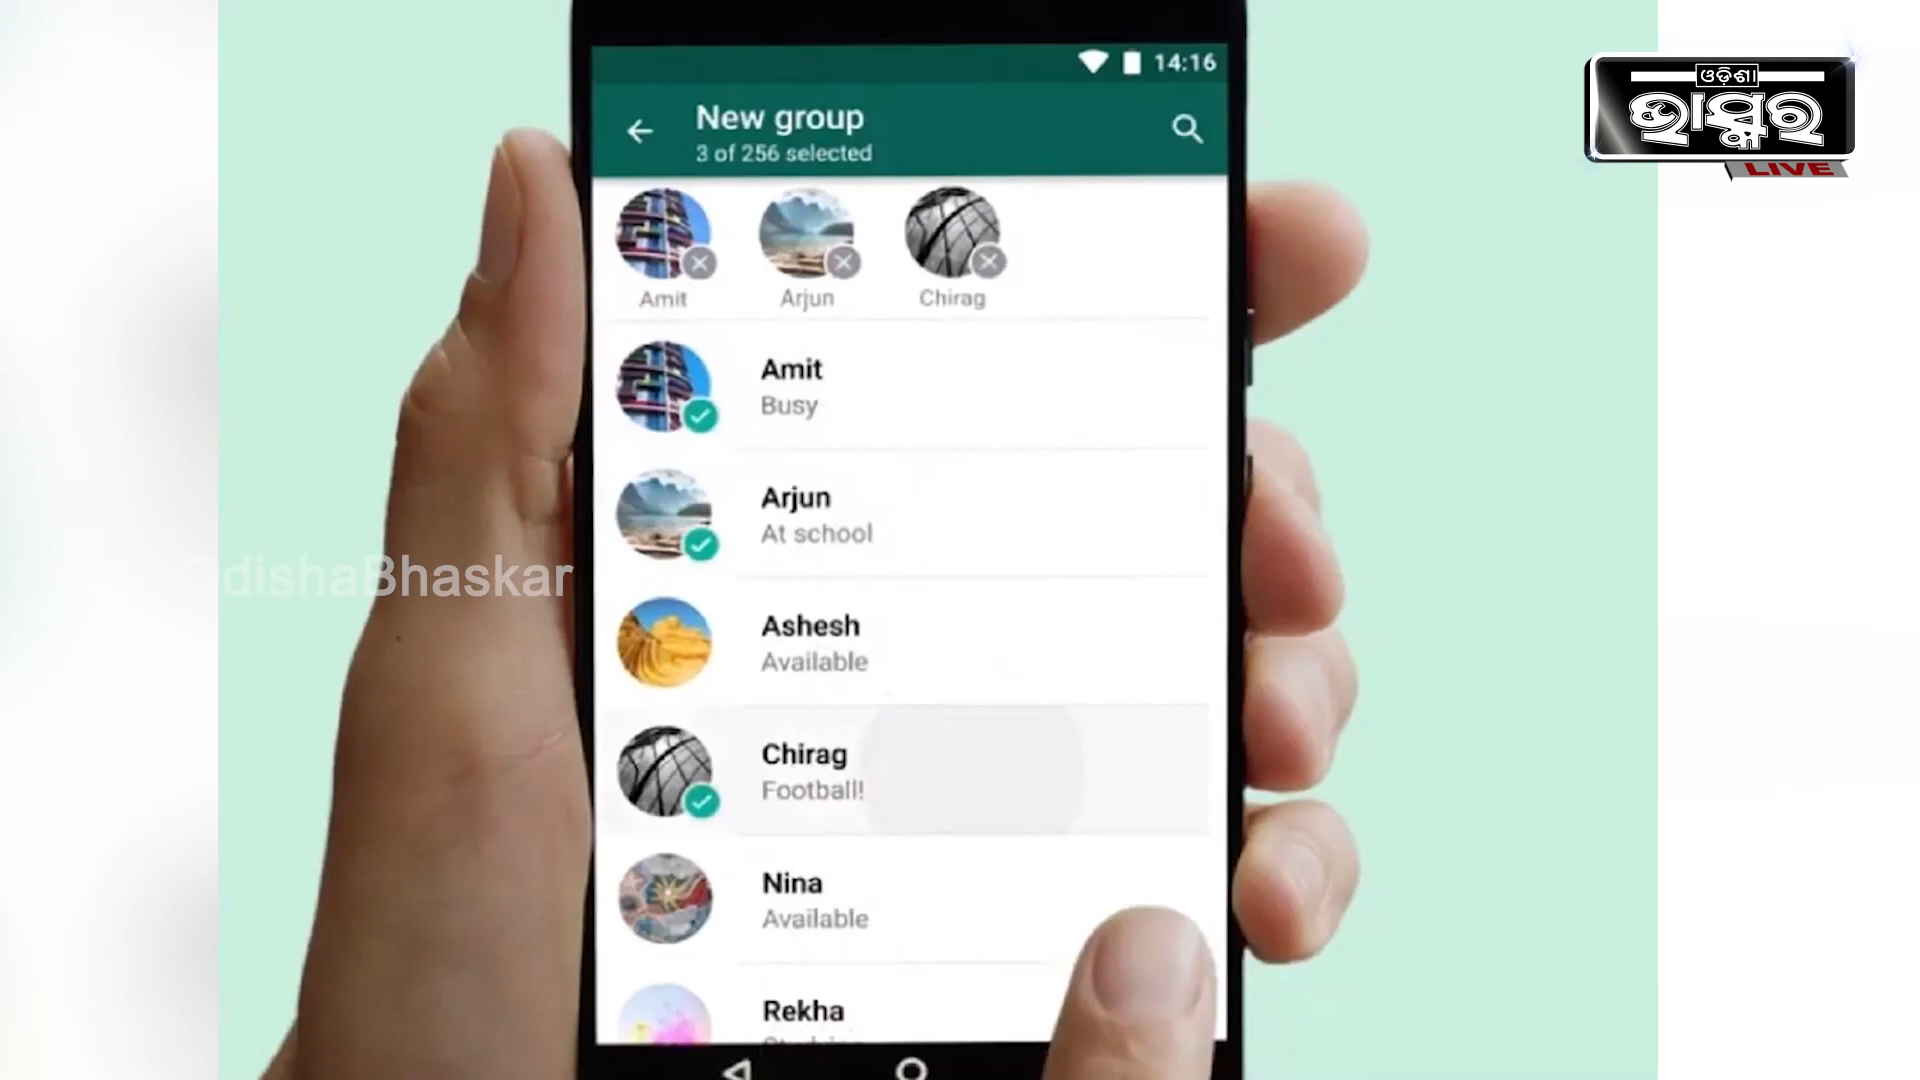 14:16
ଓଡ଼ିଶା
ଭାସ୍କର
LIVE
New group
3 of 256 selected
Amit
Arjun
Chirag
Amit
Busy
Arjun
At school
OdishaBhaskar
Ashesh
Available
Chirag
Football!
Nina
Available
Rekha